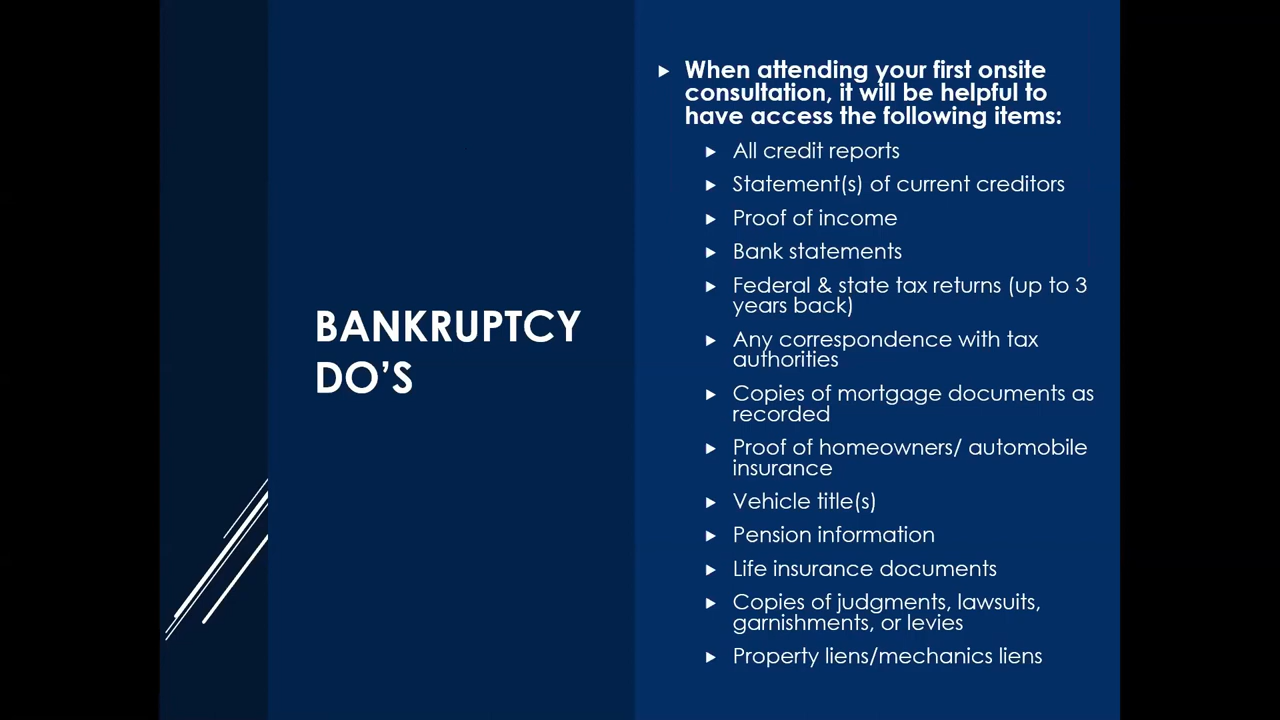 BANKRUPTCY
DO’S
When attending your first onsite
consultation, it will be helpful to
have access the following items:
All credit reports
Statement(s) of current creditors
Proof of income
Bank statements
Federal & state tax returns (up to 3
years back)
Any correspondence with tax
authorities
Copies of mortgage documents as
recorded
Proof of homeowners/ automobile
insurance
Vehicle title(s)
Pension information
Life insurance documents
Copies of judgments, lawsuits,
garnishments, or levies
Property liens/mechanics liens